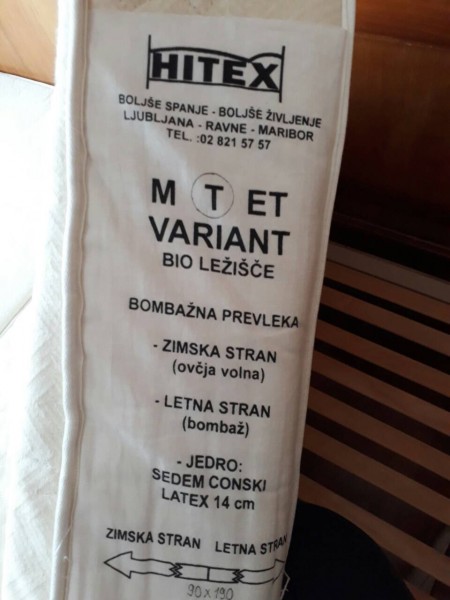 HITEX
BOLJŠE SPANJE - BOLJŠE ŽIVLJENJE
LJUBLJANA - RAVNE - MARIBOR
TEL. :02 821 57 57
M T ET
VARIANT
BIO LEŽIŠČE
BOMBAŽNA PREVLEKA
- ZIMSKA STRAN
(ovčja volna)
- LETNA STRAN
(bombaž)
- JEDRO:
SEDEM CONSKI
LATEX 14 cm
ZIMSKA STRAN LETNA STRAN
90 x 190